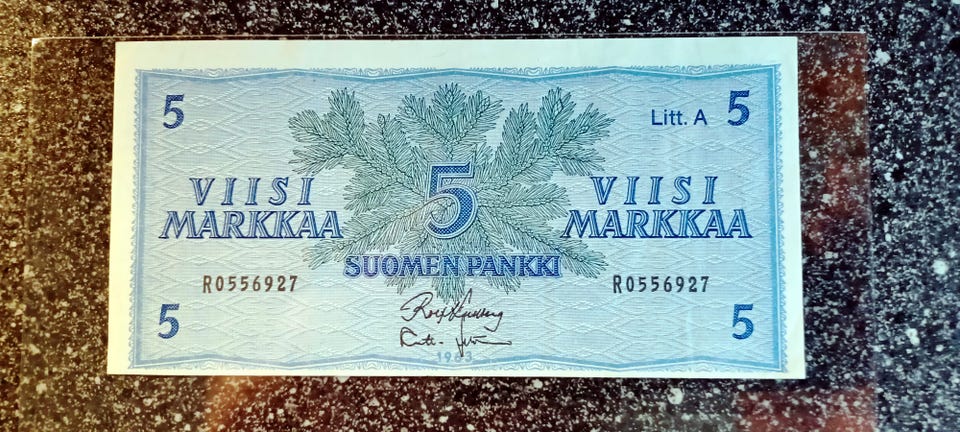 5 Litt. A 5
VIISI VIISI
5
MARKKAA MARKKAA
SUOMEN PANKKI
R0556927 R0556927
5 5
1963